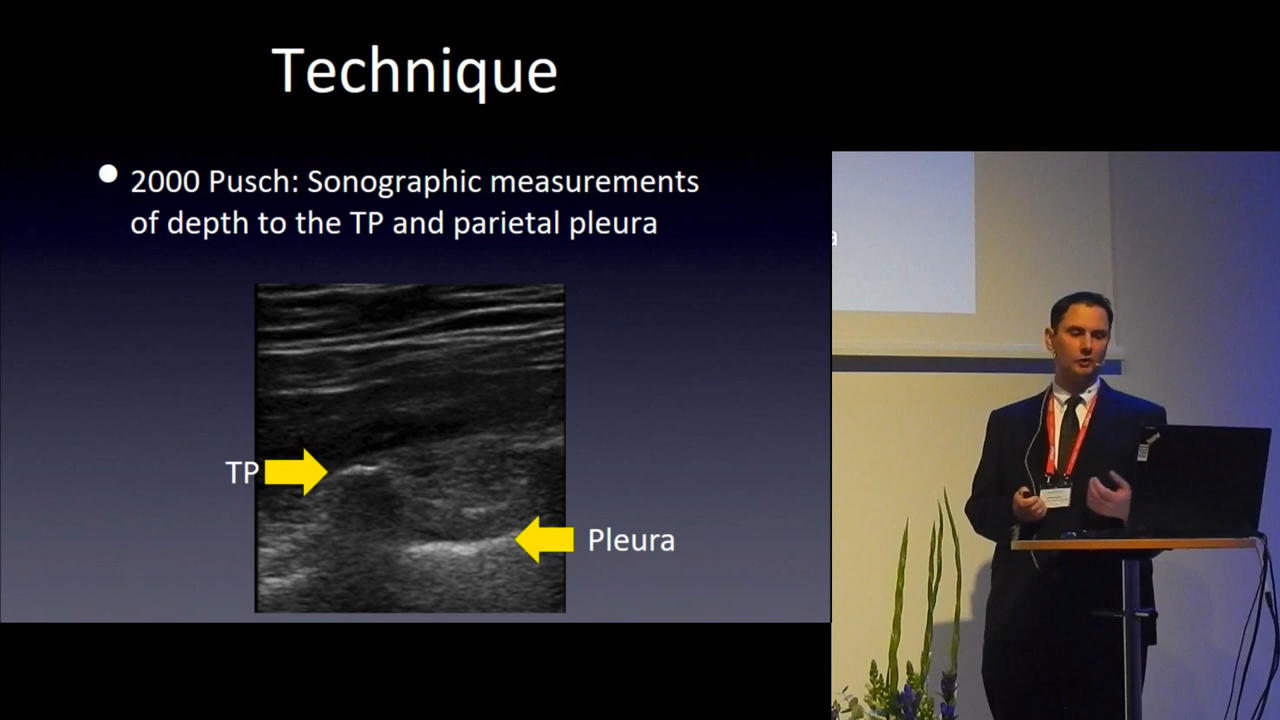 Technique
2000 Pusch: Sonographic measurements
of depth to the TP and parietal pleura
TP
Pleura